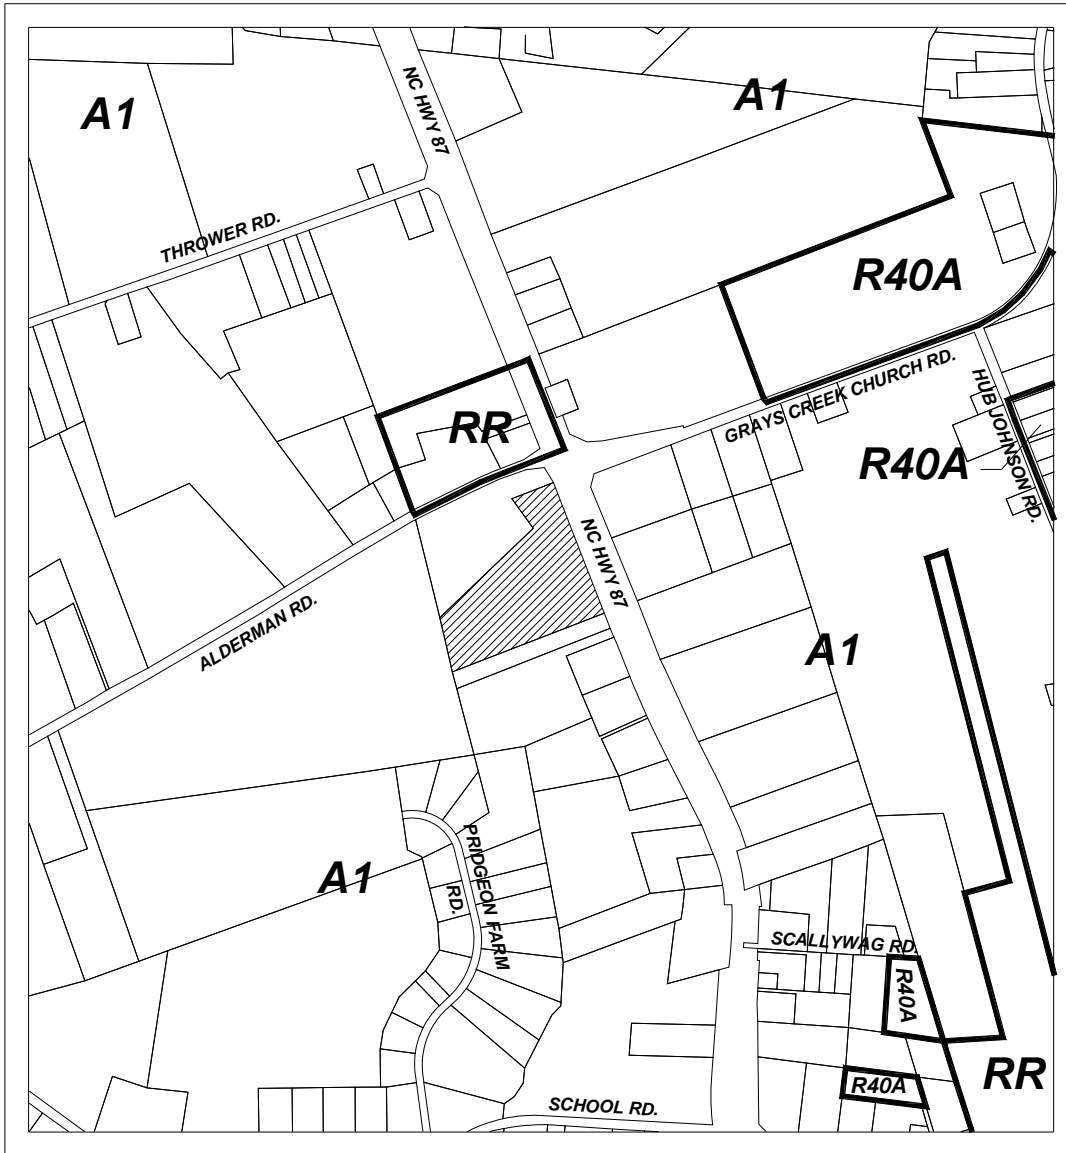 A1
NC HWY 87
A1
THROWER RD.
R40A
RR
GRAYS CREEK CHURCH RD.
HUB JOHNSON RD.
R40A
NC HWY 87
ALDERMAN RD.
A1
A1
PRIDGEON FARM
RD.
SCALLYWAG RD.
R40A
RR
R40A
SCHOOL RD.